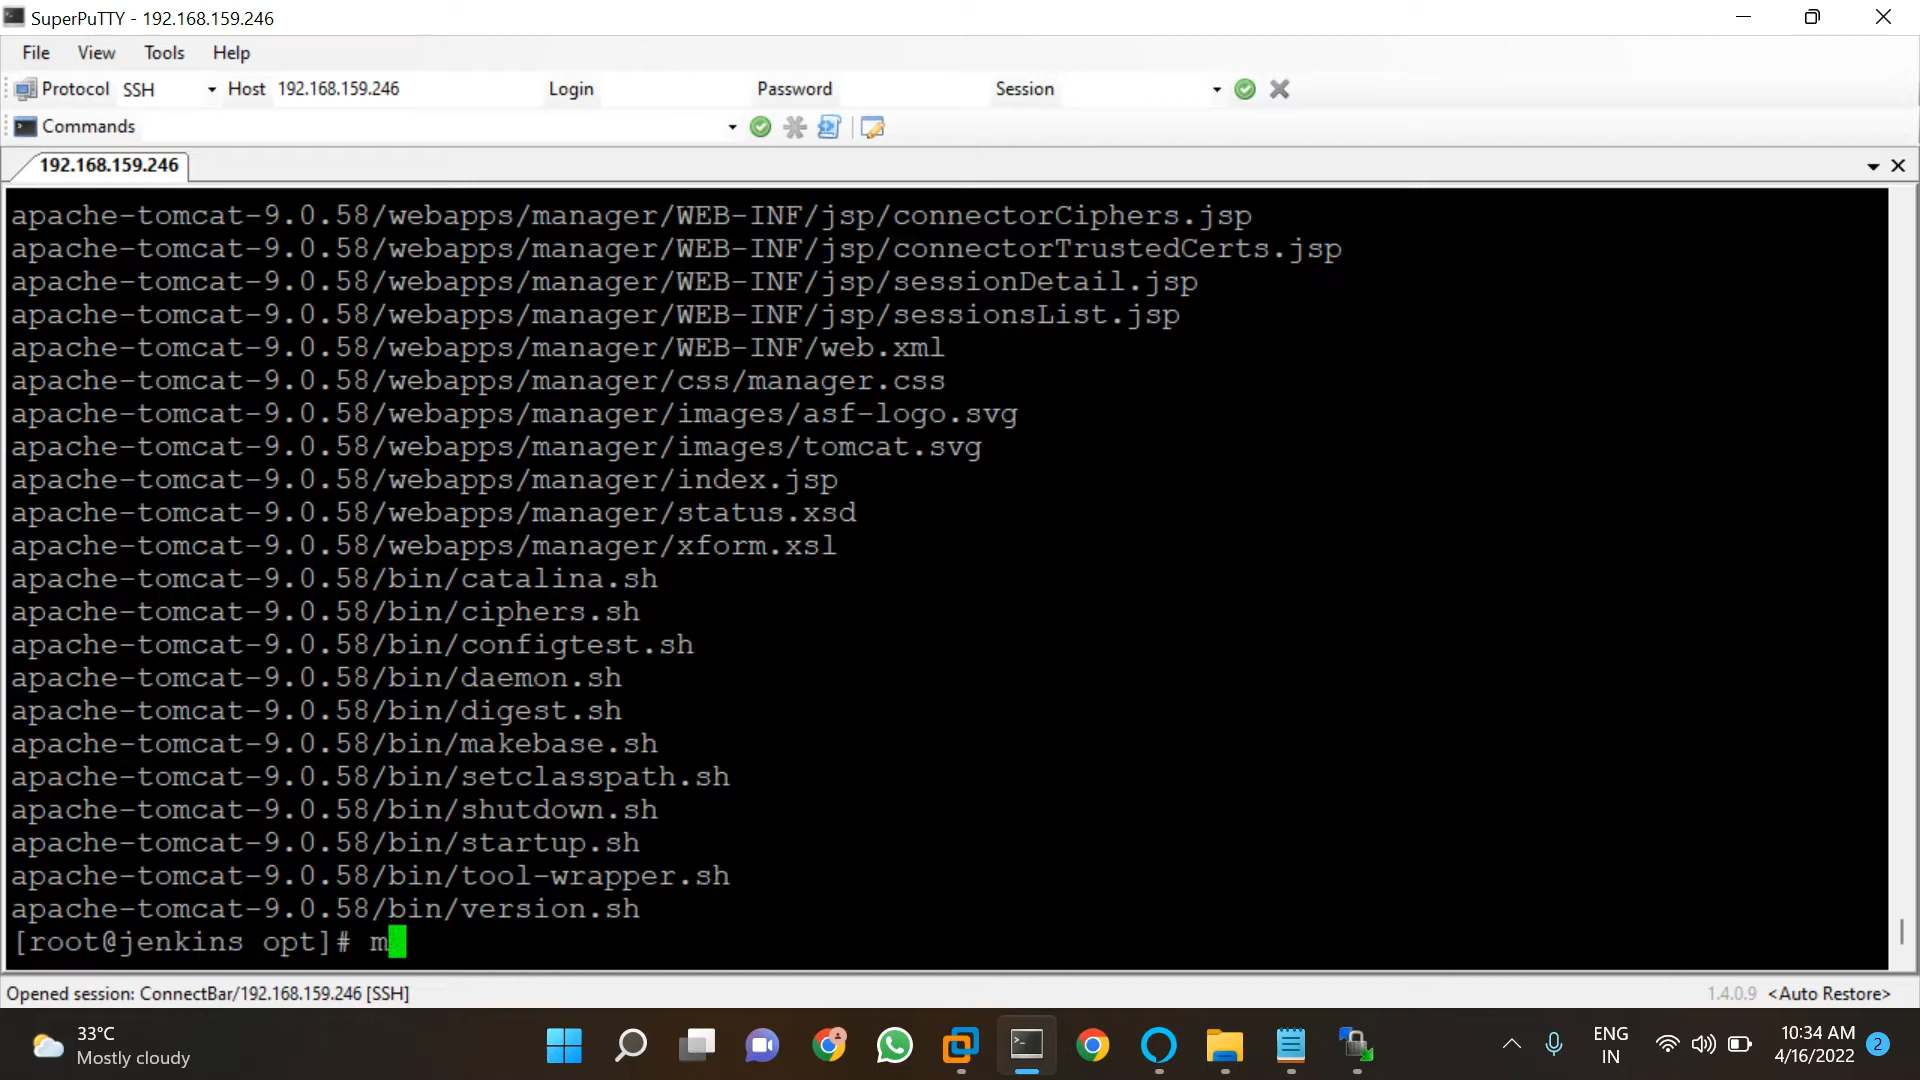 SuperPuTTY - 192.168.159.246
File View Tools Help
Protocol SSH Host 192.168.159.246 Login Password Session
Commands
192.168.159.246
apache-tomcat-9.0.58/webapps/manager/WEB-INF/jsp/connectorCiphers.jsp
apache-tomcat-9.0.58/webapps/manager/WEB-INF/jsp/connectorTrustedCerts.jsp
apache-tomcat-9.0.58/webapps/manager/WEB-INF/jsp/sessionDetail.jsp
apache-tomcat-9.0.58/webapps/manager/WEB-INF/jsp/sessionsList.jsp
apache-tomcat-9.0.58/webapps/manager/WEB-INF/web.xml
apache-tomcat-9.0.58/webapps/manager/css/manager.css
apache-tomcat-9.0.58/webapps/manager/images/asf-logo.svg
apache-tomcat-9.0.58/webapps/manager/images/tomcat.svg
apache-tomcat-9.0.58/webapps/manager/index.jsp
apache-tomcat-9.0.58/webapps/manager/status.xsd
apache-tomcat-9.0.58/webapps/manager/xform.xsl
apache-tomcat-9.0.58/bin/catalina.sh
apache-tomcat-9.0.58/bin/ciphers.sh
apache-tomcat-9.0.58/bin/configtest.sh
apache-tomcat-9.0.58/bin/daemon.sh
apache-tomcat-9.0.58/bin/digest.sh
apache-tomcat-9.0.58/bin/makebase.sh
apache-tomcat-9.0.58/bin/setclasspath.sh
apache-tomcat-9.0.58/bin/shutdown.sh
apache-tomcat-9.0.58/bin/startup.sh
apache-tomcat-9.0.58/bin/tool-wrapper.sh
apache-tomcat-9.0.58/bin/version.sh
[root@jenkins opt]# m
Opened session: ConnectBar/192.168.159.246 [SSH] 1.4.0.9 <Auto Restore>
33°C
Mostly cloudy
ENG
IN
10:34 AM
4/16/2022
2